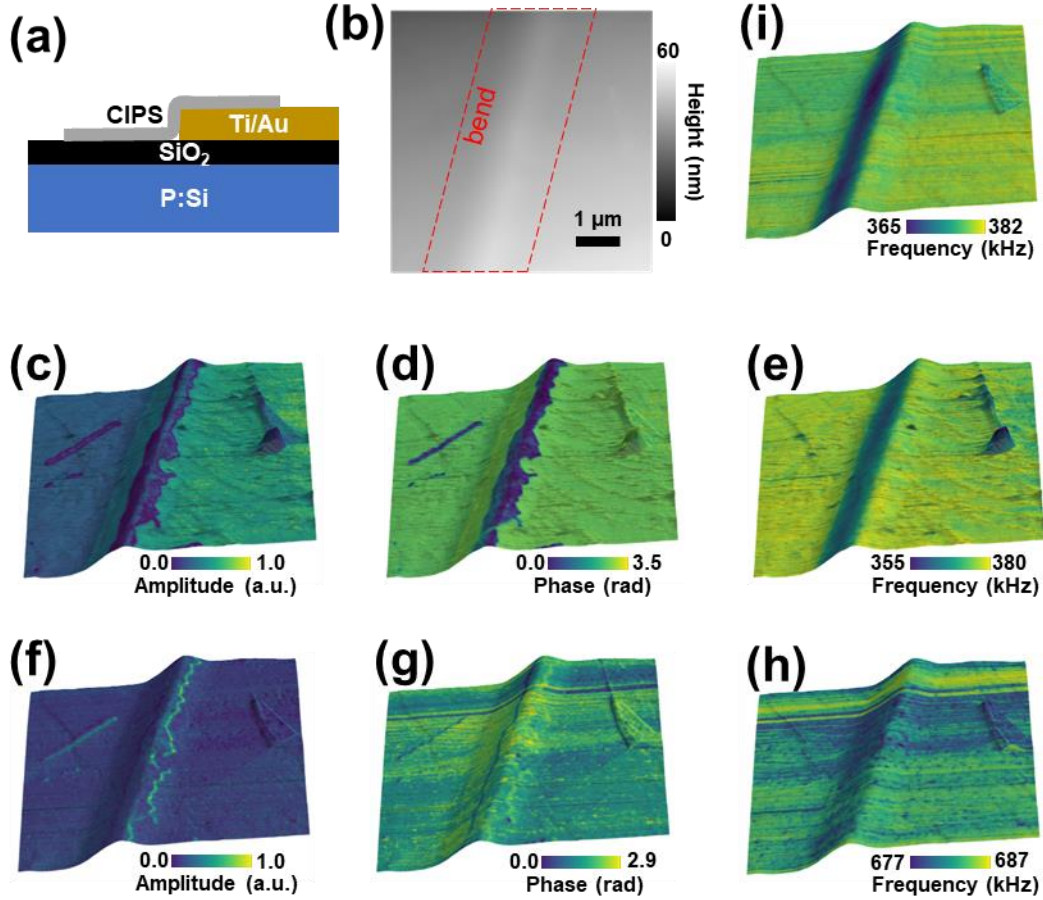 (a)
CIPS
Ti/Au
SiO₂
P:Si
(b)
bend
1 μm
60
Height (nm)
0
(i)
365 382
Frequency (kHz)
(c)
0.0 1.0
Amplitude (a.u.)
(d)
0.0 3.5
Phase (rad)
(e)
355 380
Frequency (kHz)
(f)
0.0 1.0
Amplitude (a.u.)
(g)
0.0 2.9
Phase (rad)
(h)
677 687
Frequency (kHz)